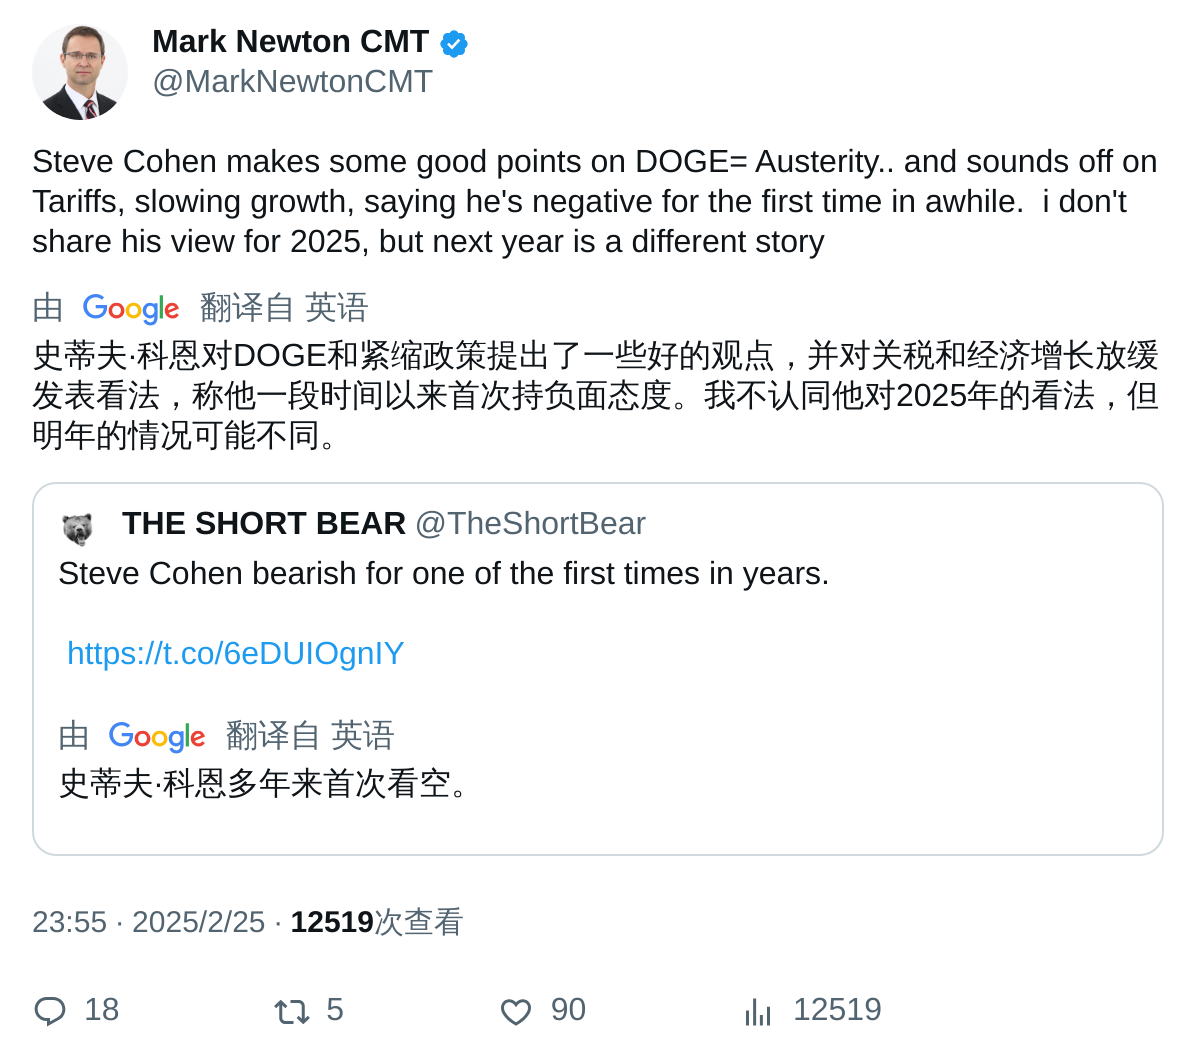 Mark Newton CMT
@MarkNewtonCMT
Steve Cohen makes some good points on DOGE= Austerity.. and sounds off on
Tariffs, slowing growth, saying he's negative for the first time in awhile.  i don't
share his view for 2025, but next year is a different story
由 Google 翻译自 英语
史蒂夫·科恩对DOGE和紧缩政策提出了一些好的观点，并对关税和经济增长放缓
发表看法，称他一段时间以来首次持负面态度。我不认同他对2025年的看法，但
明年的情况可能不同。
THE SHORT BEAR @TheShortBear
Steve Cohen bearish for one of the first times in years.
https://t.co/6eDUIOgnIY
由 Google 翻译自 英语
史蒂夫·科恩多年来首次看空。
23:55 · 2025/2/25 · 12519次查看
18 5 90 12519